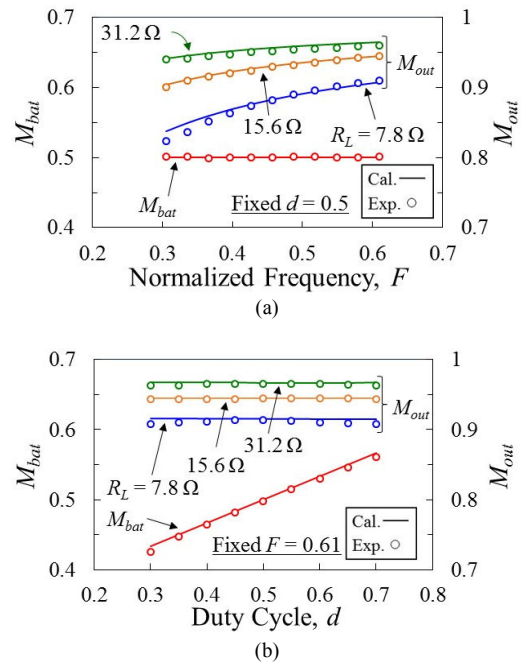 0.7
0.6
0.5
0.4
M_bat
1
0.9
0.8
0.7
M_out
31.2 Ω
15.6 Ω
R_L = 7.8 Ω
M_out
M_bat
Fixed d = 0.5
Cal.
Exp.
0.2 0.3 0.4 0.5 0.6 0.7
Normalized Frequency, F
(a)
0.7
0.6
0.5
0.4
M_bat
1
0.9
0.8
0.7
M_out
31.2 Ω
15.6 Ω
R_L = 7.8 Ω
M_out
M_bat
Fixed F = 0.61
Cal.
Exp.
0.2 0.3 0.4 0.5 0.6 0.7 0.8
Duty Cycle, d
(b)